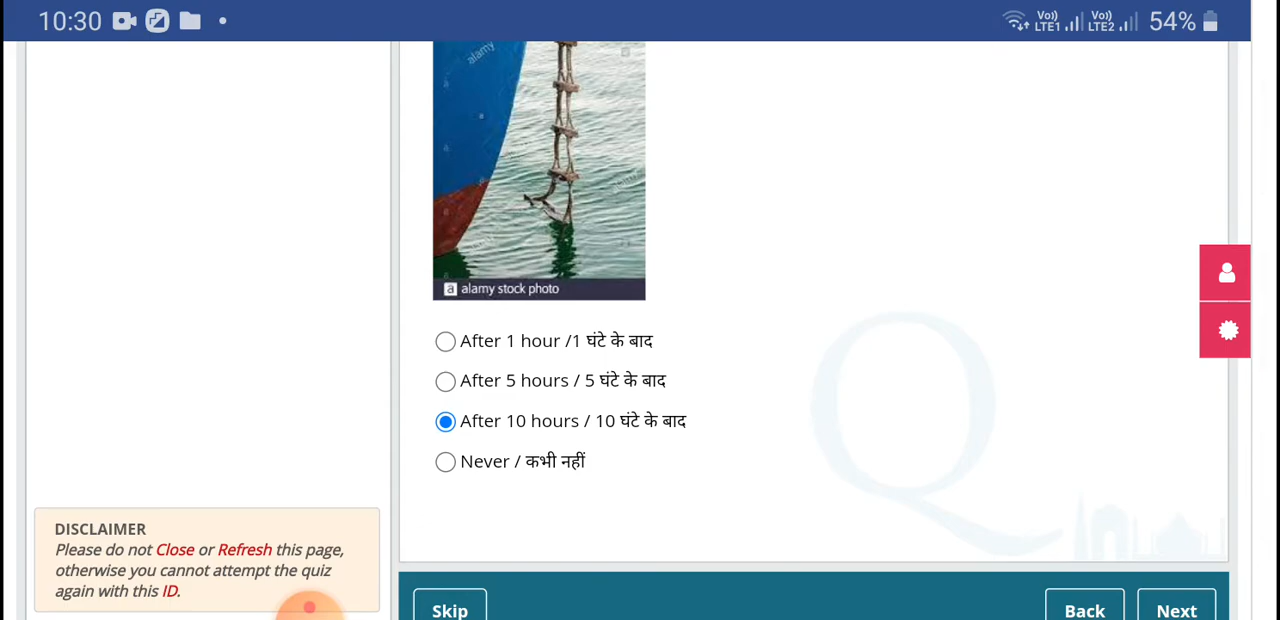 10:30
Vo) LTE1 Vo) LTE2 54%
alamy
alamy
a alamy stock photo
After 1 hour /1 घंटे के बाद
After 5 hours / 5 घंटे के बाद
After 10 hours / 10 घंटे के बाद
Never / कभी नहीं
DISCLAIMER
Please do not Close or Refresh this page,
otherwise you cannot attempt the quiz
again with this ID.
Skip Back Next